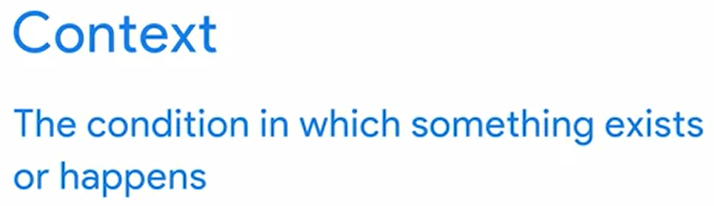 Context
The condition in which something exists
or happens